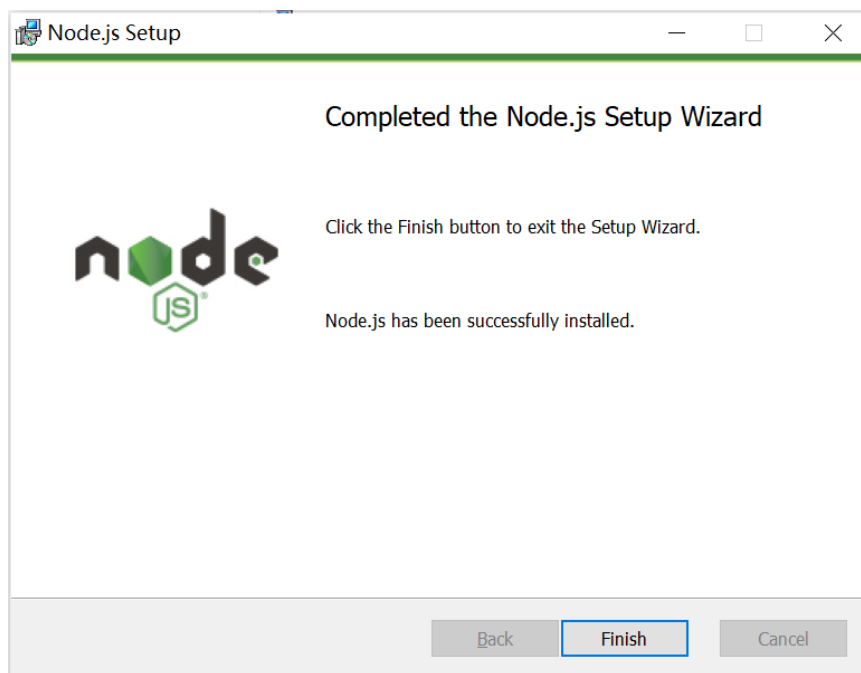 Node.js Setup
Completed the Node.js Setup Wizard
node
JS
®
Click the Finish button to exit the Setup Wizard.
Node.js has been successfully installed.
Back
Finish
Cancel